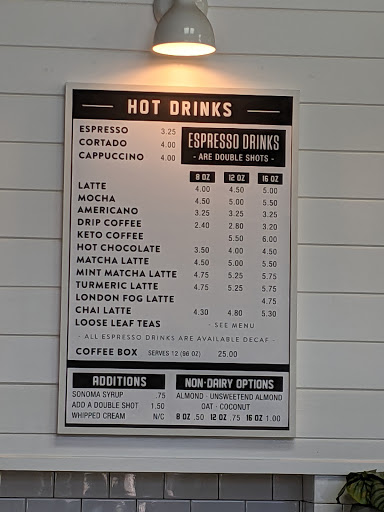 HOT DRINKS
ESPRESSO 3.25
CORTADO 4.00
CAPPUCCINO 4.00
ESPRESSO DRINKS
- ARE DOUBLE SHOTS -
8 OZ 12 OZ 16 OZ
LATTE 4.00 4.50 5.00
MOCHA 4.50 5.00 5.50
AMERICANO 3.25 3.25 3.25
DRIP COFFEE 2.40 2.80 3.20
KETO COFFEE 5.50 6.00
HOT CHOCOLATE 3.50 4.00 4.50
MATCHA LATTE 4.50 5.00 5.50
MINT MATCHA LATTE 4.75 5.25 5.75
TURMERIC LATTE 4.75 5.25 5.75
LONDON FOG LATTE 4.75
CHAI LATTE 4.30 4.80 5.30
LOOSE LEAF TEAS - SEE MENU
- ALL ESPRESSO DRINKS ARE AVAILABLE DECAF -
COFFEE BOX SERVES 12 (96 OZ) 25.00
ADDITIONS
SONOMA SYRUP .75
ADD A DOUBLE SHOT 1.50
WHIPPED CREAM N/C
NON-DAIRY OPTIONS
ALMOND · UNSWEETEND ALMOND
OAT · COCONUT
8 OZ .50 12 OZ .75 16 OZ 1.00